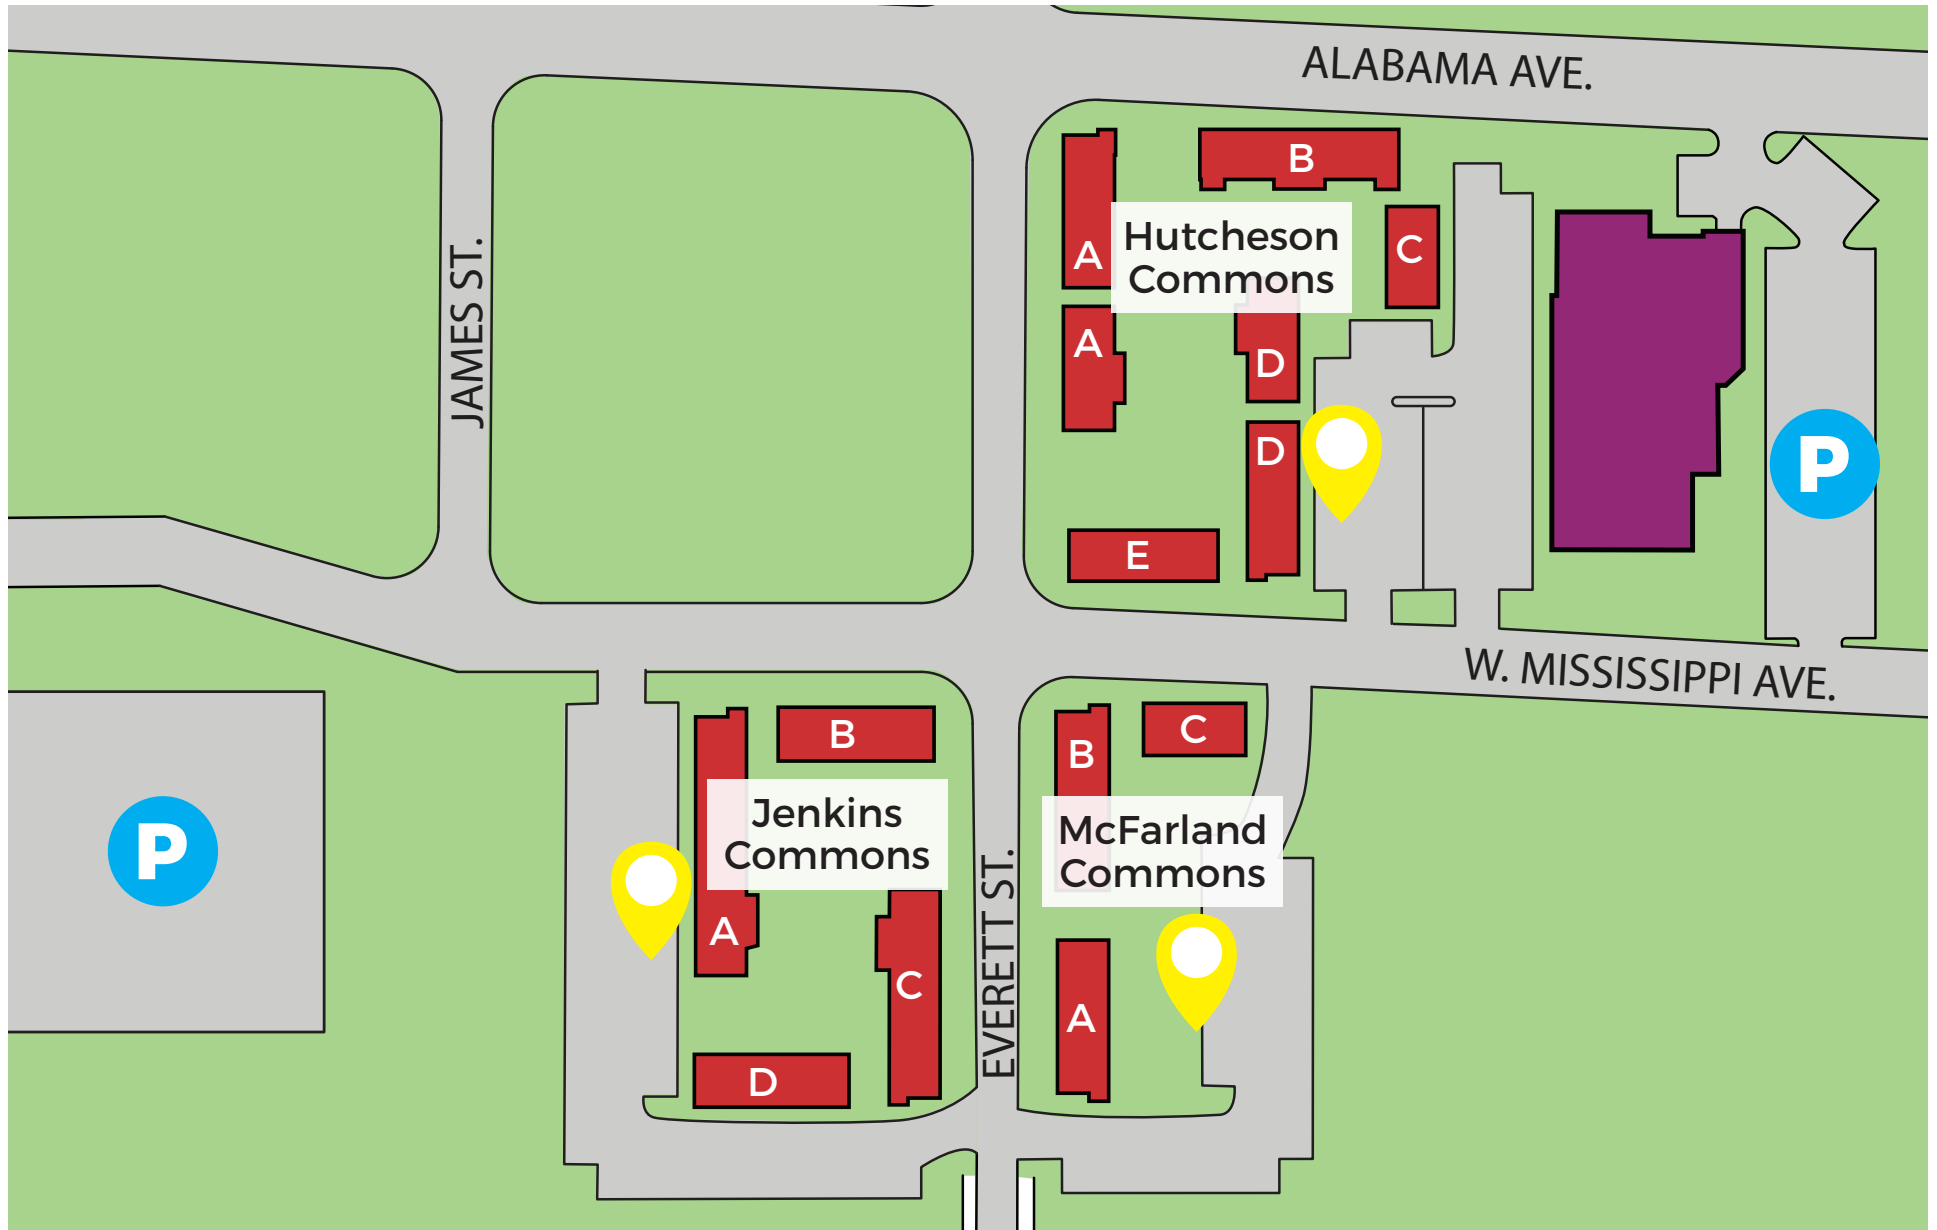 ALABAMA AVE.
B
A
Hutcheson
Commons
C
A
D
JAMES ST.
D
P
E
W. MISSISSIPPI AVE.
B
Jenkins
Commons
A
C
D
B
C
McFarland
Commons
A
EVERETT ST.
P